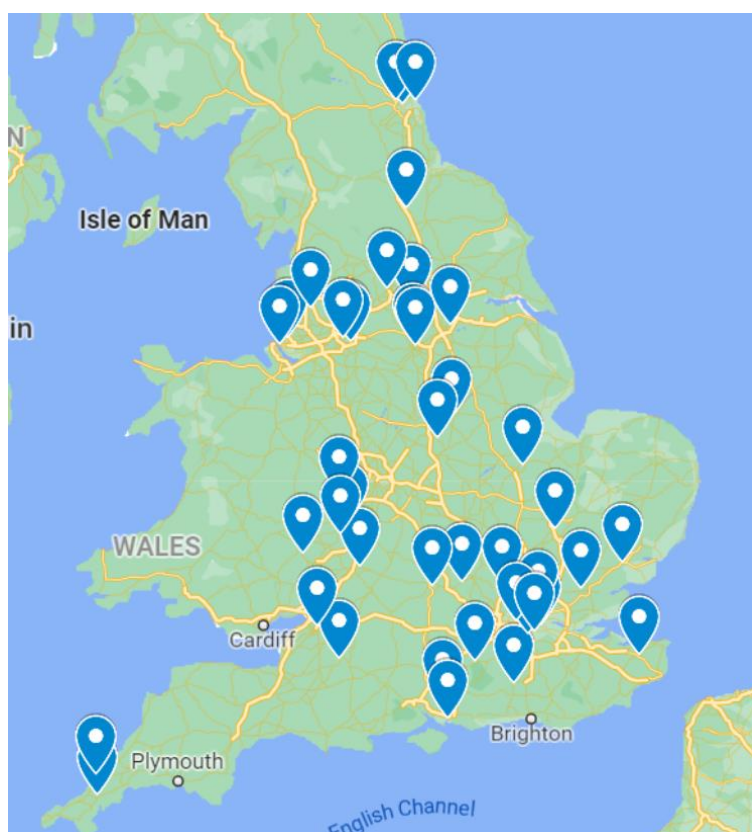 N
Isle of Man
in
WALES
Cardiff
Brighton
Plymouth
English Channel